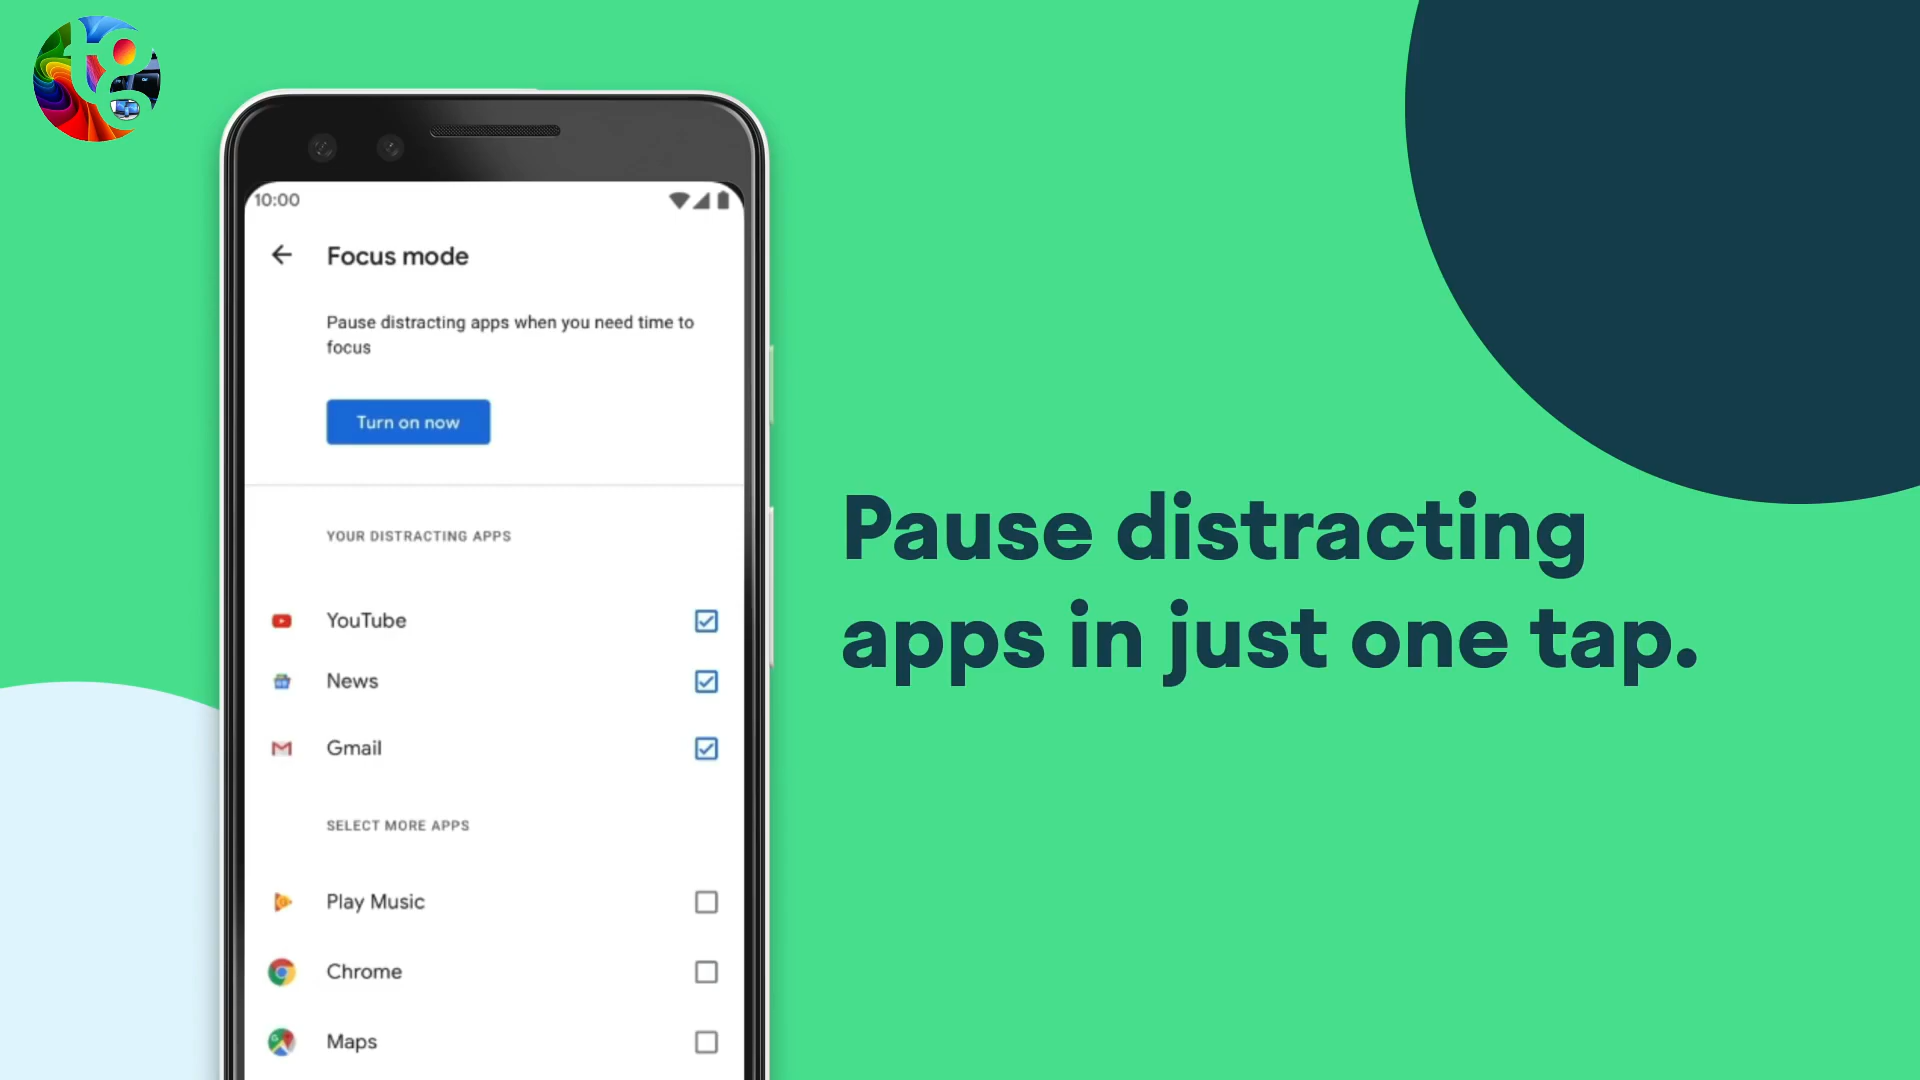 tg
10:00
Focus mode
Pause distracting apps when you need time to
focus
Turn on now
YOUR DISTRACTING APPS
YouTube
News
Gmail
SELECT MORE APPS
Play Music
Chrome
Maps
Pause distracting
apps in just one tap.